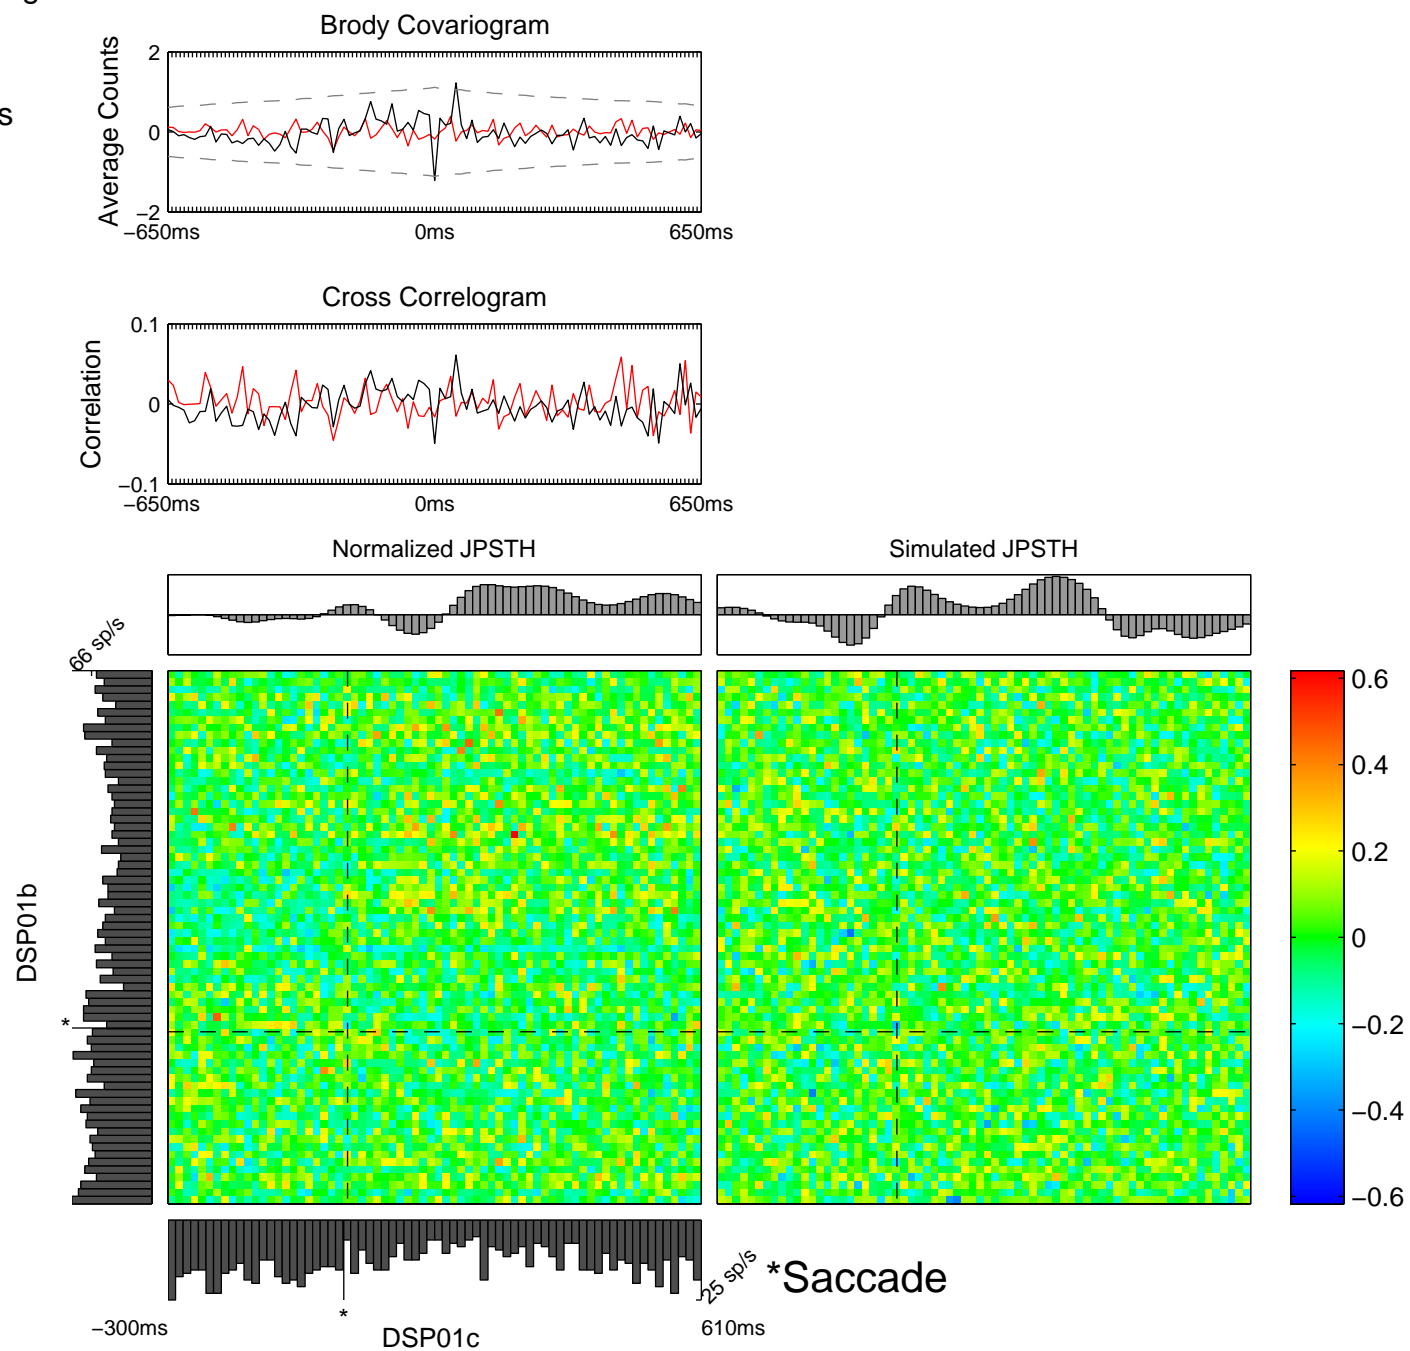 g
Brody Covariogram
s
Average Counts
2
0
−2
−650ms
0ms
650ms
Cross Correlogram
Correlation
0.1
0
−0.1
−650ms
0ms
650ms
Normalized JPSTH
Simulated JPSTH
66 sp/s
DSP01b
*
0.6
0.4
0.2
0
−0.2
−0.4
−0.6
25 sp/s
*Saccade
*
−300ms
DSP01c
610ms